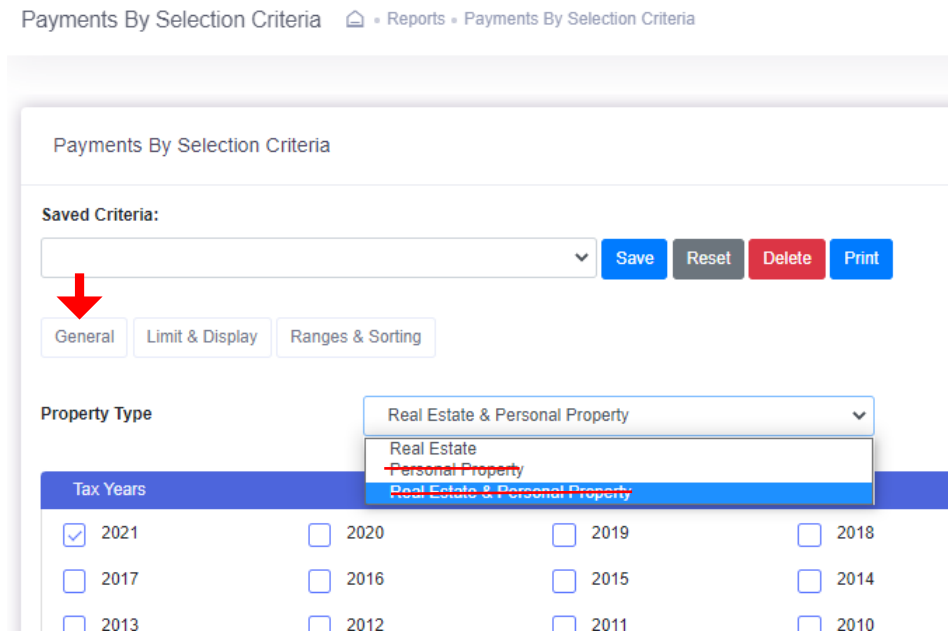 Payments By Selection Criteria Reports Payments By Selection Criteria
Payments By Selection Criteria
Saved Criteria:
Save Reset Delete Print
General Limit & Display Ranges & Sorting
Property Type Real Estate & Personal Property
Real Estate
Personal Property
Real Estate & Personal Property
Tax Years
2021 2020 2019 2018
2017 2016 2015 2014
2013 2012 2011 2010